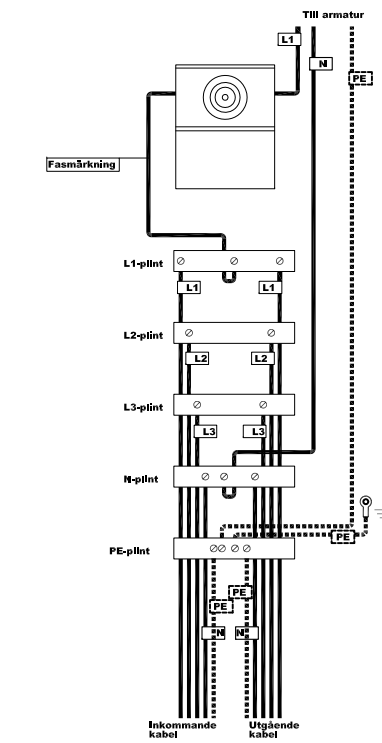 Till armatur
L1
N
PE
Fasmärkning
L1-plint
L1
L1
L2-plint
L2
L2
L3-plint
L3
L3
N-plint
PE-plint
PE
PE
PE
N
N
Inkommande
kabel
Utgående
kabel